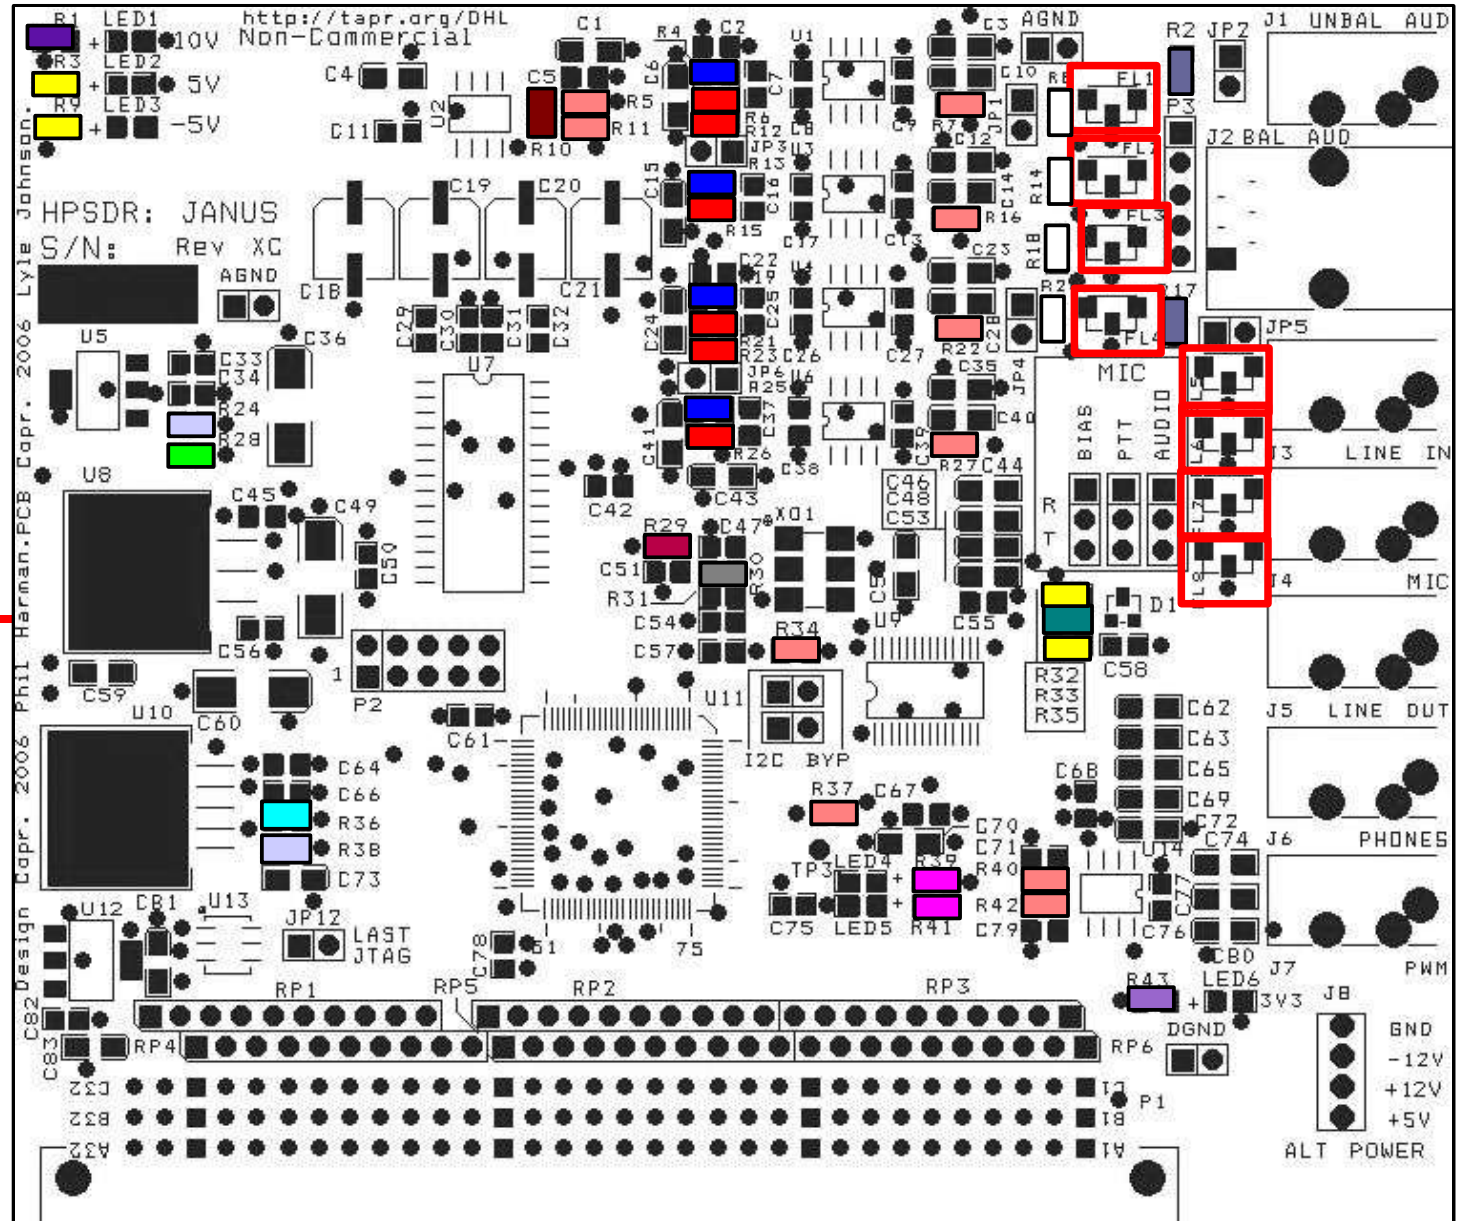 R1 LED1
+ 10V
R3 LED2
+ 5V
R9 LED3
+ -5V
http://tapr.org/OHL
Non-Commercial
HPSDR: JANUS
S/N: Rev XC
AGND
Design Copr. 2006 Phil Harman.PCB Copr. 2006 Lyle Johnson.
C4
C11
U2
C1
C5
R5
R11
R10
R4
C2
C6
C7
R6
R12
JP3
R13
U1
C8
U3
C3
C10
C9
R7
C12
JP1
AGND
R2
JP2
J1 UNBAL AUD
FL1
P3
J2 BAL AUD
FL2
R14
FL3
R18
FL4
R17
JP5
C15
C16
R15
C17
C14
R16
C13
C23
C19
C20
C18
C21
C22
R19
U4
C24
C25
R21
R23
C26
JP6
R25
U6
C27
R22
C28
C35
JP4
C29
C30
C31
C32
U7
U5
C33
C34
C36
R24
R28
C41
C37
R26
C38
C39
C40
R27
C43
C42
C44
MIC
BIAS
PTT
AUDIO
R
T
J3 LINE IN
FL7
FL8
J4 MIC
U8
C45
C49
C50
C56
C59
C46
C48
C53
R29
C47
XO1
C51
R30
R31
C54
C57
R34
U9
C55
D1
C58
R32
R33
R35
J5 LINE OUT
U10
C60
1
P2
C61
U11
I2C BYP
C62
C63
C65
C69
C72
C68
C64
C66
R36
R38
C73
R37
C67
C70
C71
TP3
LED4
+
R39
R40
LED5
+
R41
R42
C75
C79
U14
C74
C77
C76
C80
J6 PHONES
J7 PWM
U12
C81
U13
JP12
LAST
JTAG
C78
51
75
C82
C83
RP1
RP5
RP2
RP3
RP4
RP6
R43
LED6
+
3V3
DGND
J8
GND
-12V
+12V
+5V
ALT POWER
C32
C1
B32
B1
A32
A1
P1